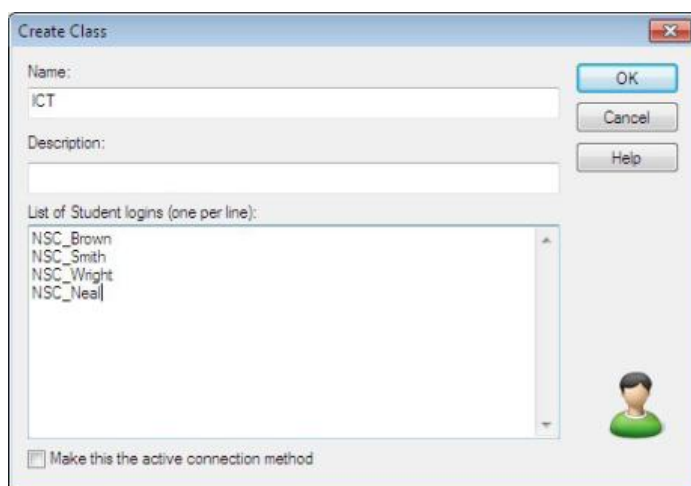 Create Class
Name:
ICT
OK
Cancel
Description:
Help
List of Student logins (one per line):
NSC_Brown
NSC_Smith
NSC_Wright
NSC_Neal
Make this the active connection method